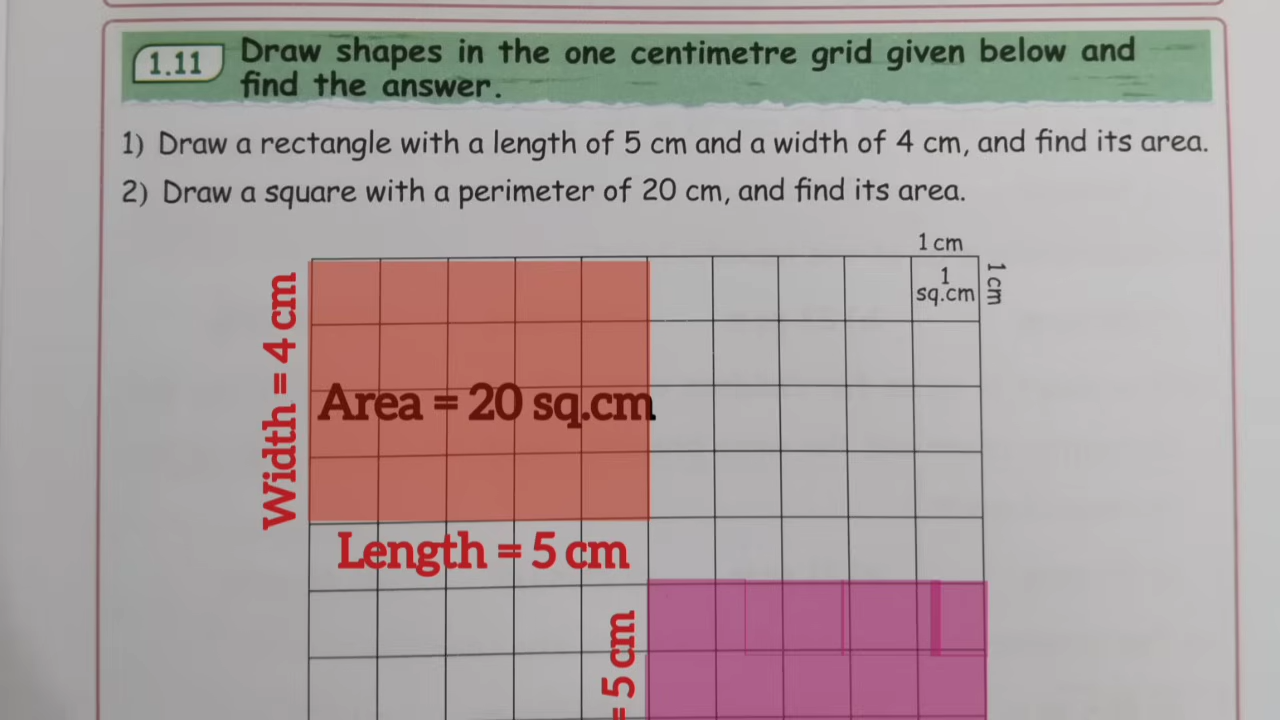 1.11 Draw shapes in the one centimetre grid given below and
find the answer.
1) Draw a rectangle with a length of 5 cm and a width of 4 cm, and find its area.
2) Draw a square with a perimeter of 20 cm, and find its area.
1 cm
1
sq.cm
1 cm
Width = 4 cm
Area = 20 sq.cm
Length = 5 cm
= 5 cm